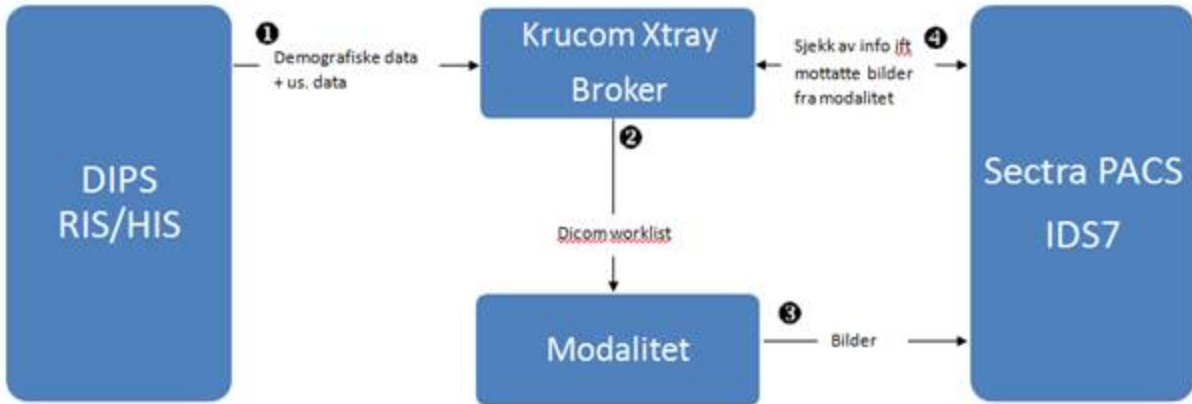 ❶
Demografiske data
+ us. data
Krucom Xtray
Broker
Sjekk av info ift
mottatte bilder
fra modalitet
❹
❷
DIPS
RIS/HIS
Sectra PACS
IDS7
Dicom worklist
❸
Modalitet
Bilder